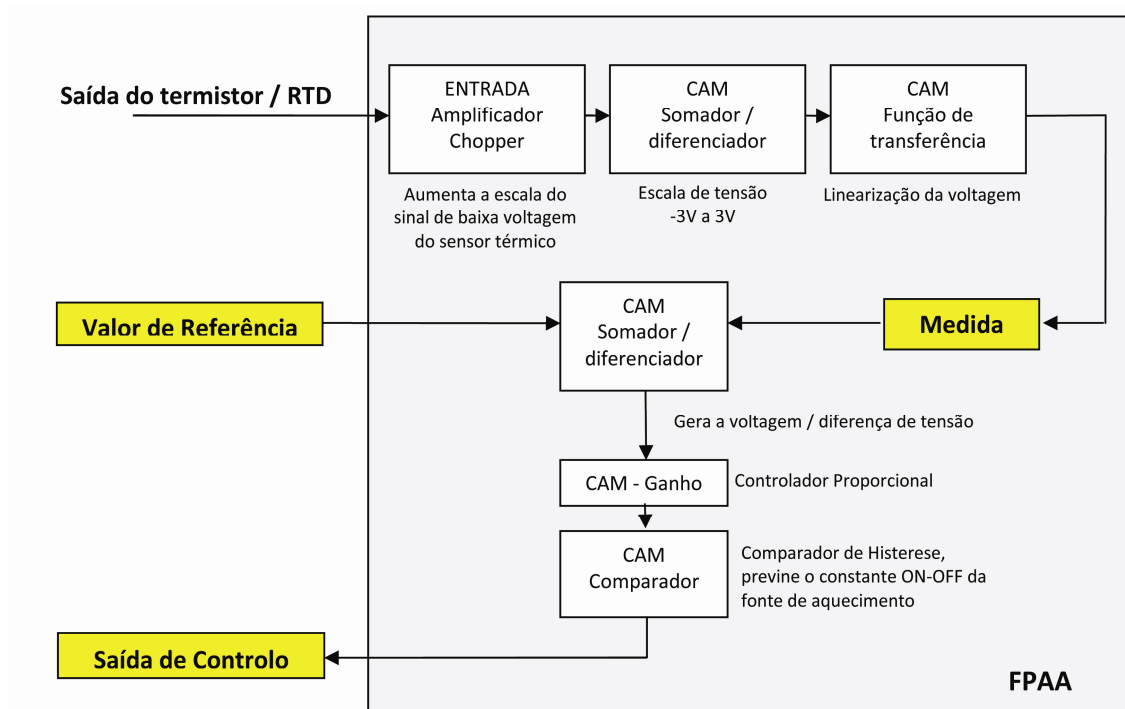 Saída do termistor / RTD
ENTRADA
Amplificador
Chopper
Aumenta a escala do
sinal de baixa voltagem
do sensor térmico
CAM
Somador /
diferenciador
Escala de tensão
-3V a 3V
CAM
Função de
transferência
Linearização da voltagem
Valor de Referência
CAM
Somador /
diferenciador
Medida
Gera a voltagem / diferença de tensão
CAM - Ganho
Controlador Proporcional
CAM
Comparador
Comparador de Histerese,
previne o constante ON-OFF da
fonte de aquecimento
Saída de Controlo
FPAA